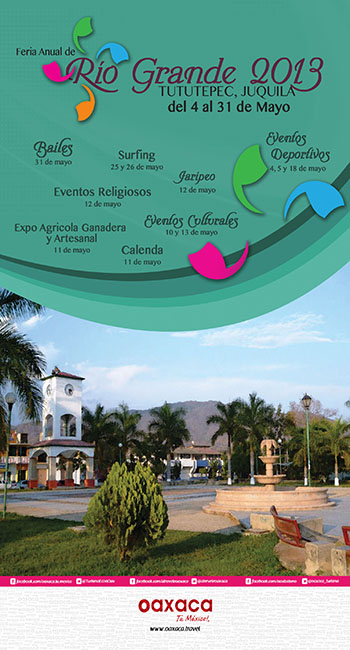 Feria Anual de
Río Grande 2013
TUTUTEPEC, JUQUILA
del 4 al 31 de Mayo
Bailes
31 de mayo
Surfing
25 y 26 de mayo
Jaripeo
12 de mayo
Eventos
Deportivos
4, 5 y 18 de mayo
Eventos Religiosos
12 de mayo
Eventos Culturales
10 y 13 de mayo
Expo Agricola Ganadera
y Artesanal
11 de mayo
Calenda
11 de mayo
oaxaca
Tú México!,
www.oaxaca.travel